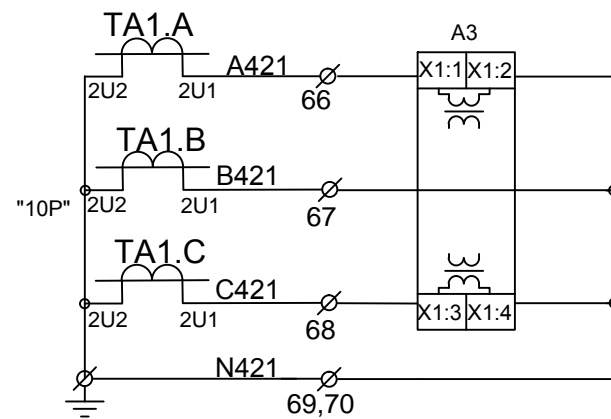 TA1.A
A3
A421
X1:1 X1:2
2U2 2U1
66
TA1.B
B421
"10P"
2U2 2U1
67
TA1.C
C421
2U2 2U1
68
X1:3 X1:4
N421
69,70